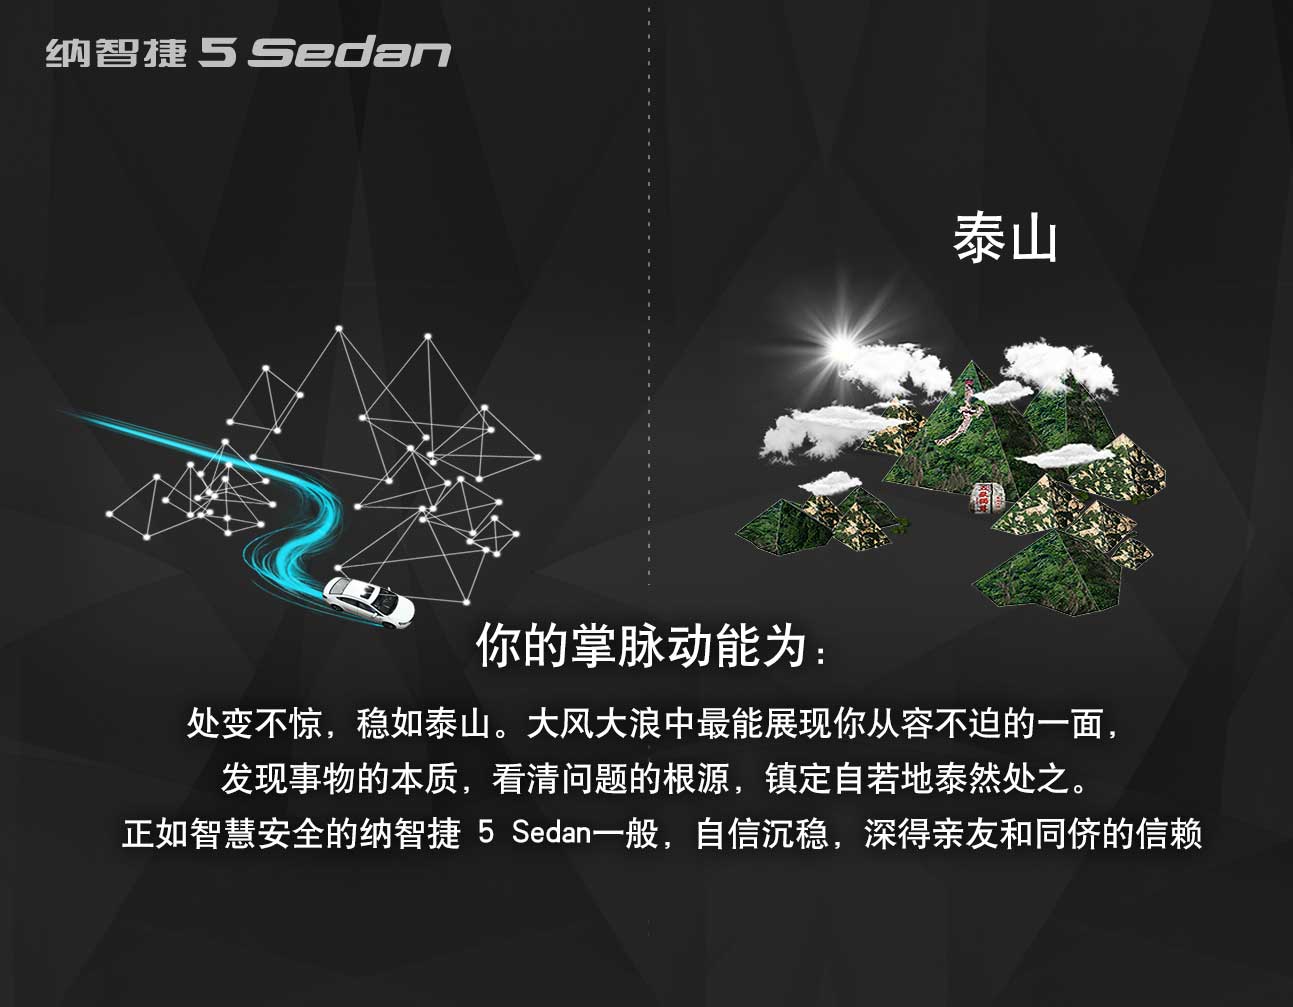 纳智捷 5 Sedan
泰山
五嶽獨尊
你的掌脉动能为：
处变不惊，稳如泰山。大风大浪中最能展现你从容不迫的一面，
发现事物的本质，看清问题的根源，镇定自若地泰然处之。
正如智慧安全的纳智捷 5 Sedan一般，自信沉稳，深得亲友和同侪的信赖